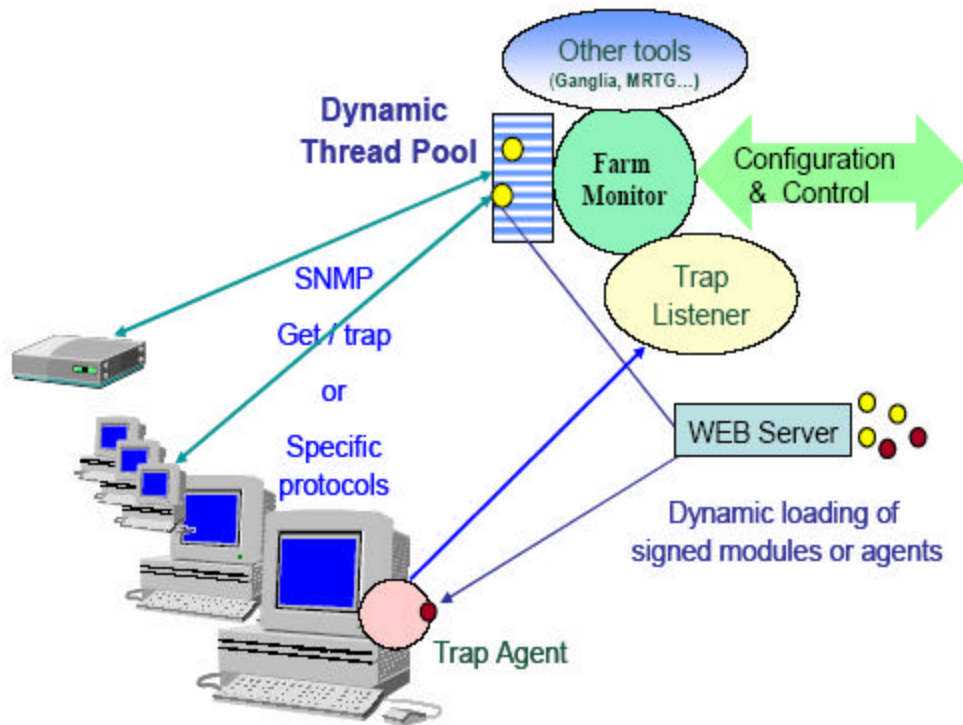 Other tools
(Ganglia, MRTG...)
Dynamic
Thread Pool
Farm
Monitor
Configuration
& Control
Trap
Listener
SNMP
Get / trap
or
Specific
protocols
WEB Server
Dynamic loading of
signed modules or agents
Trap Agent